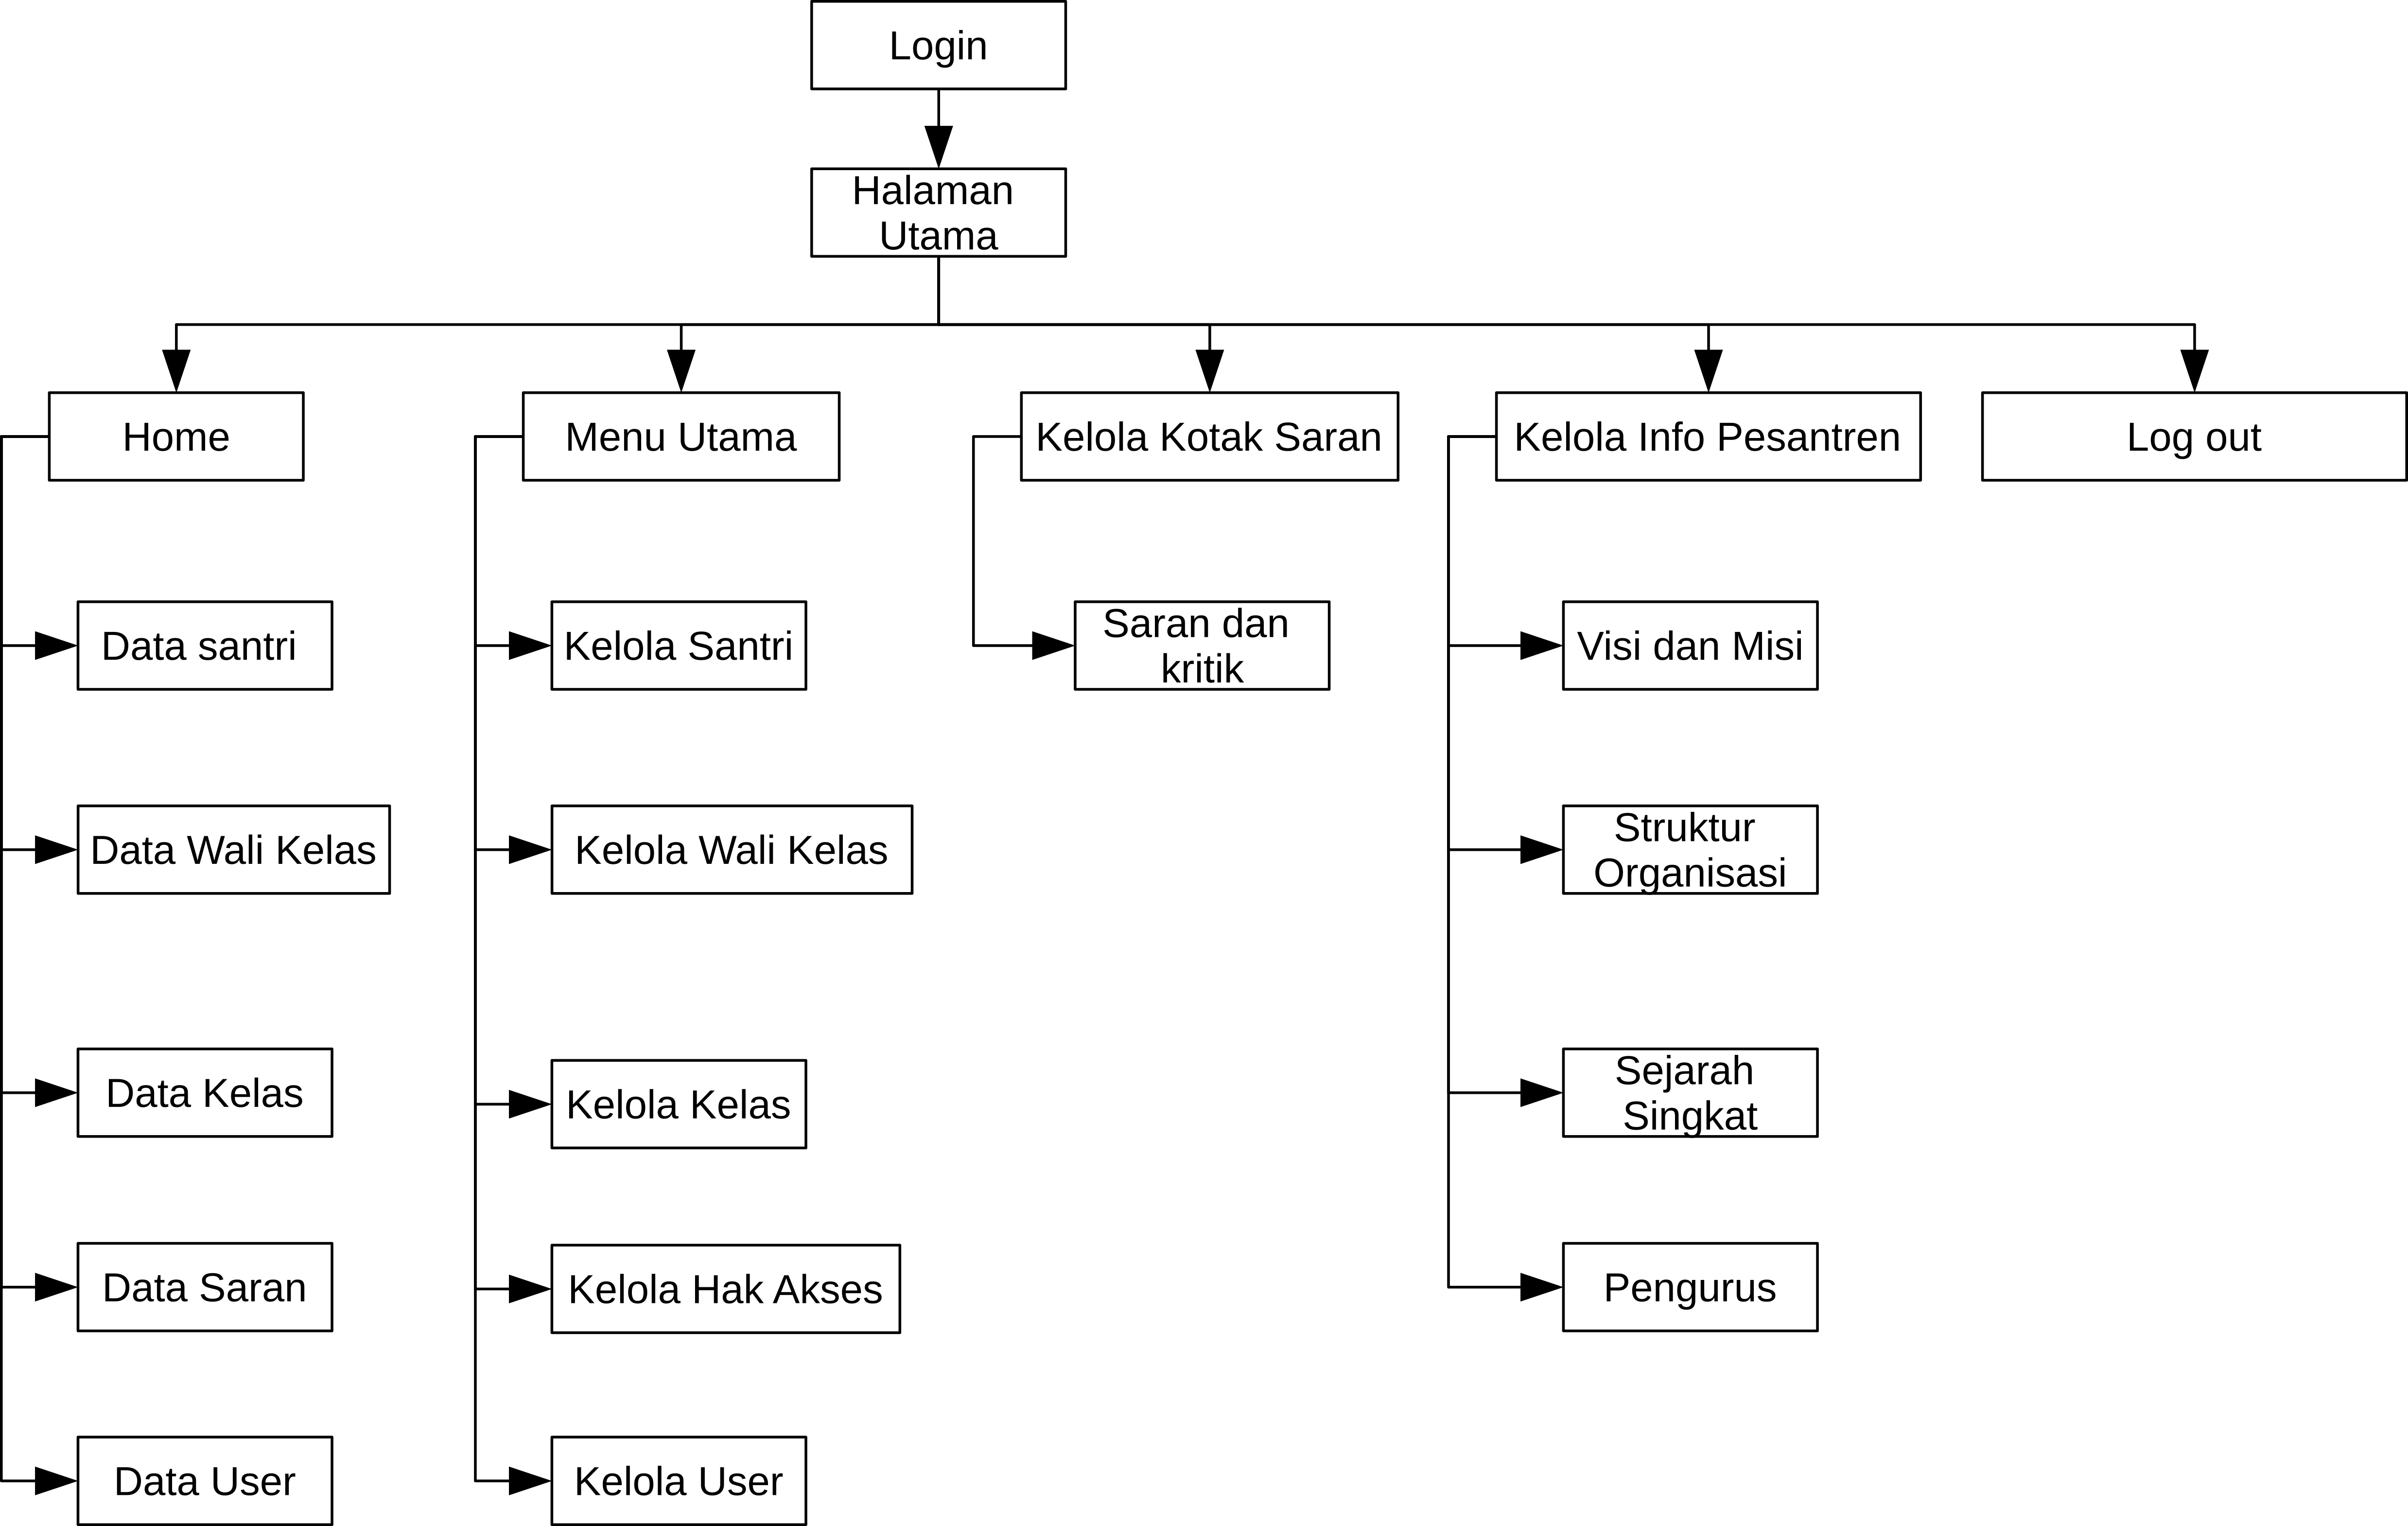 Login
Halaman
Utama
Home
Menu Utama
Kelola Kotak Saran
Kelola Info Pesantren
Log out
Data santri
Kelola Santri
Saran dan
kritik
Visi dan Misi
Data Wali Kelas
Kelola Wali Kelas
Struktur
Organisasi
Data Kelas
Kelola Kelas
Sejarah
Singkat
Data Saran
Kelola Hak Akses
Pengurus
Data User
Kelola User